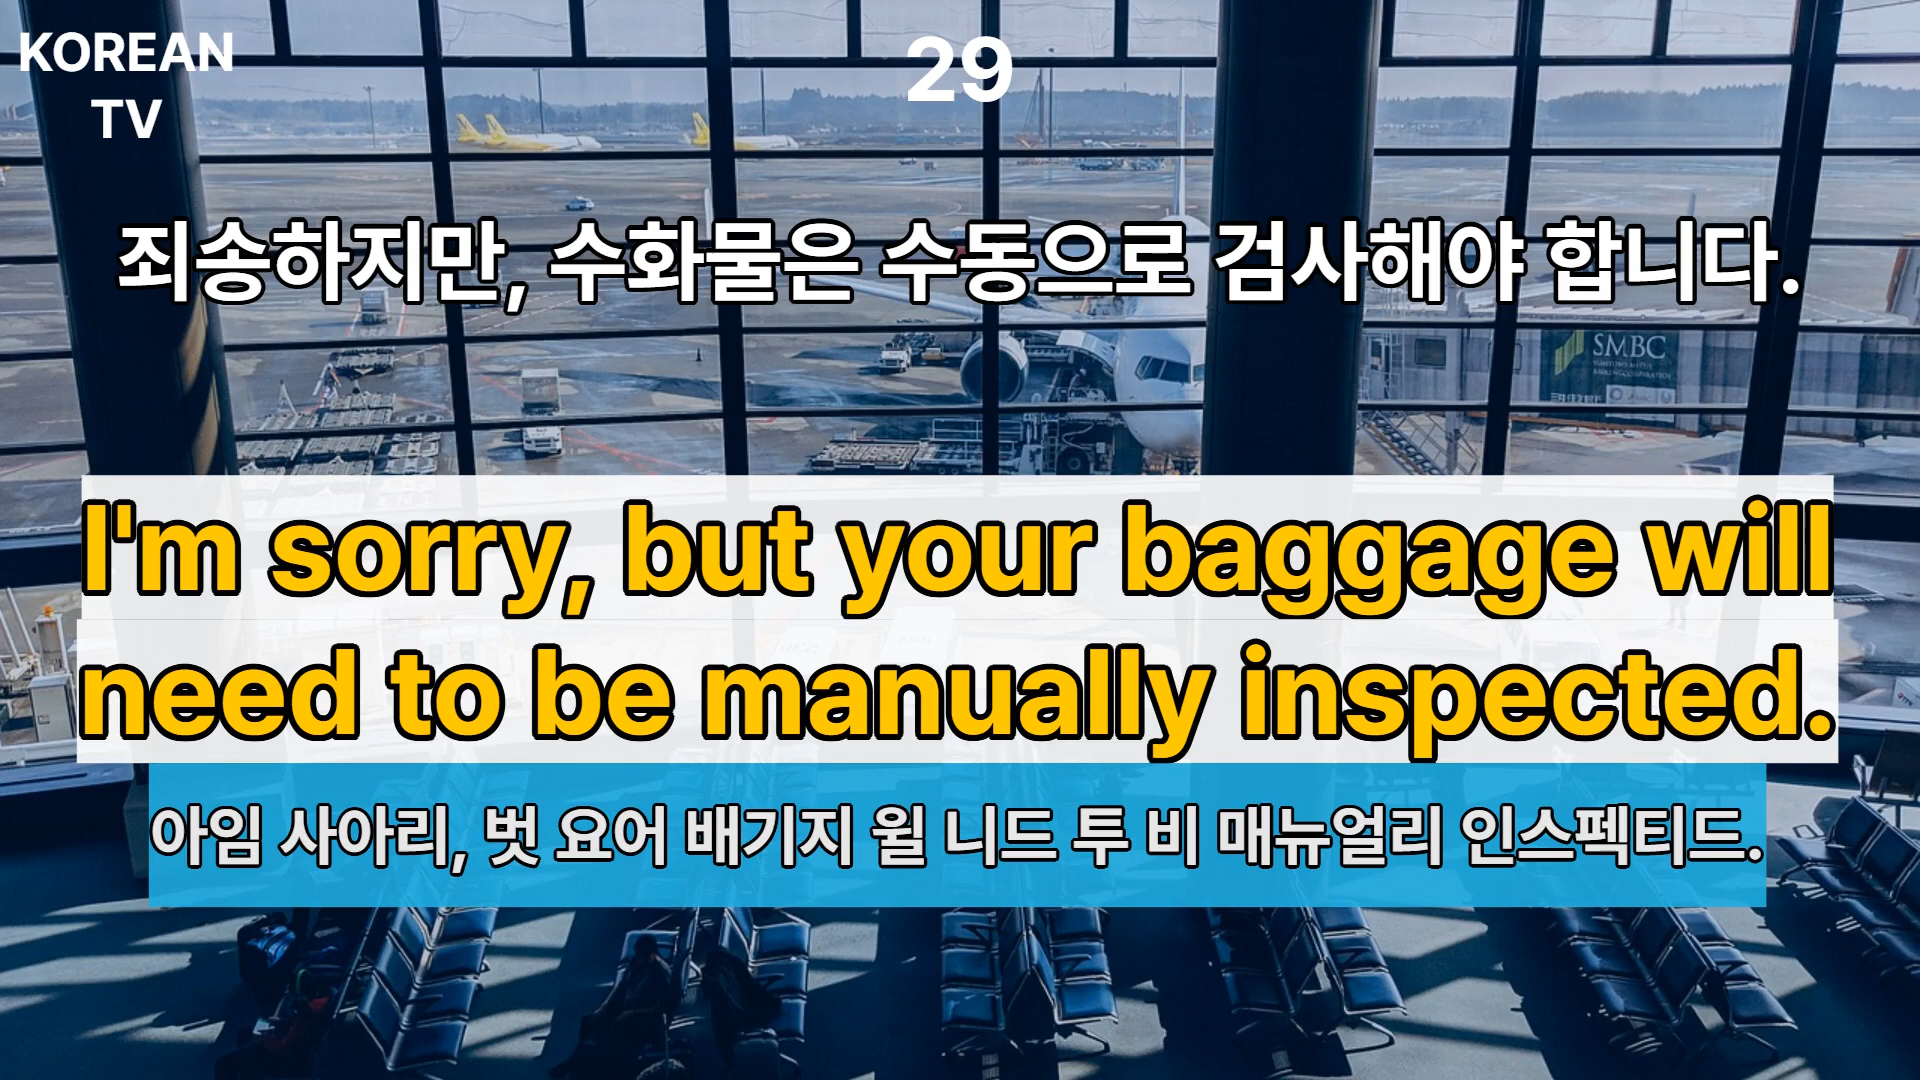 KOREAN
TV
29
죄송하지만, 수화물은 수동으로 검사해야 합니다.
SMBC
I'm sorry, but your baggage will
need to be manually inspected.
아임 사아리, 벗 요어 배기지 윌 니드 투 비 매뉴얼리 인스펙티드.